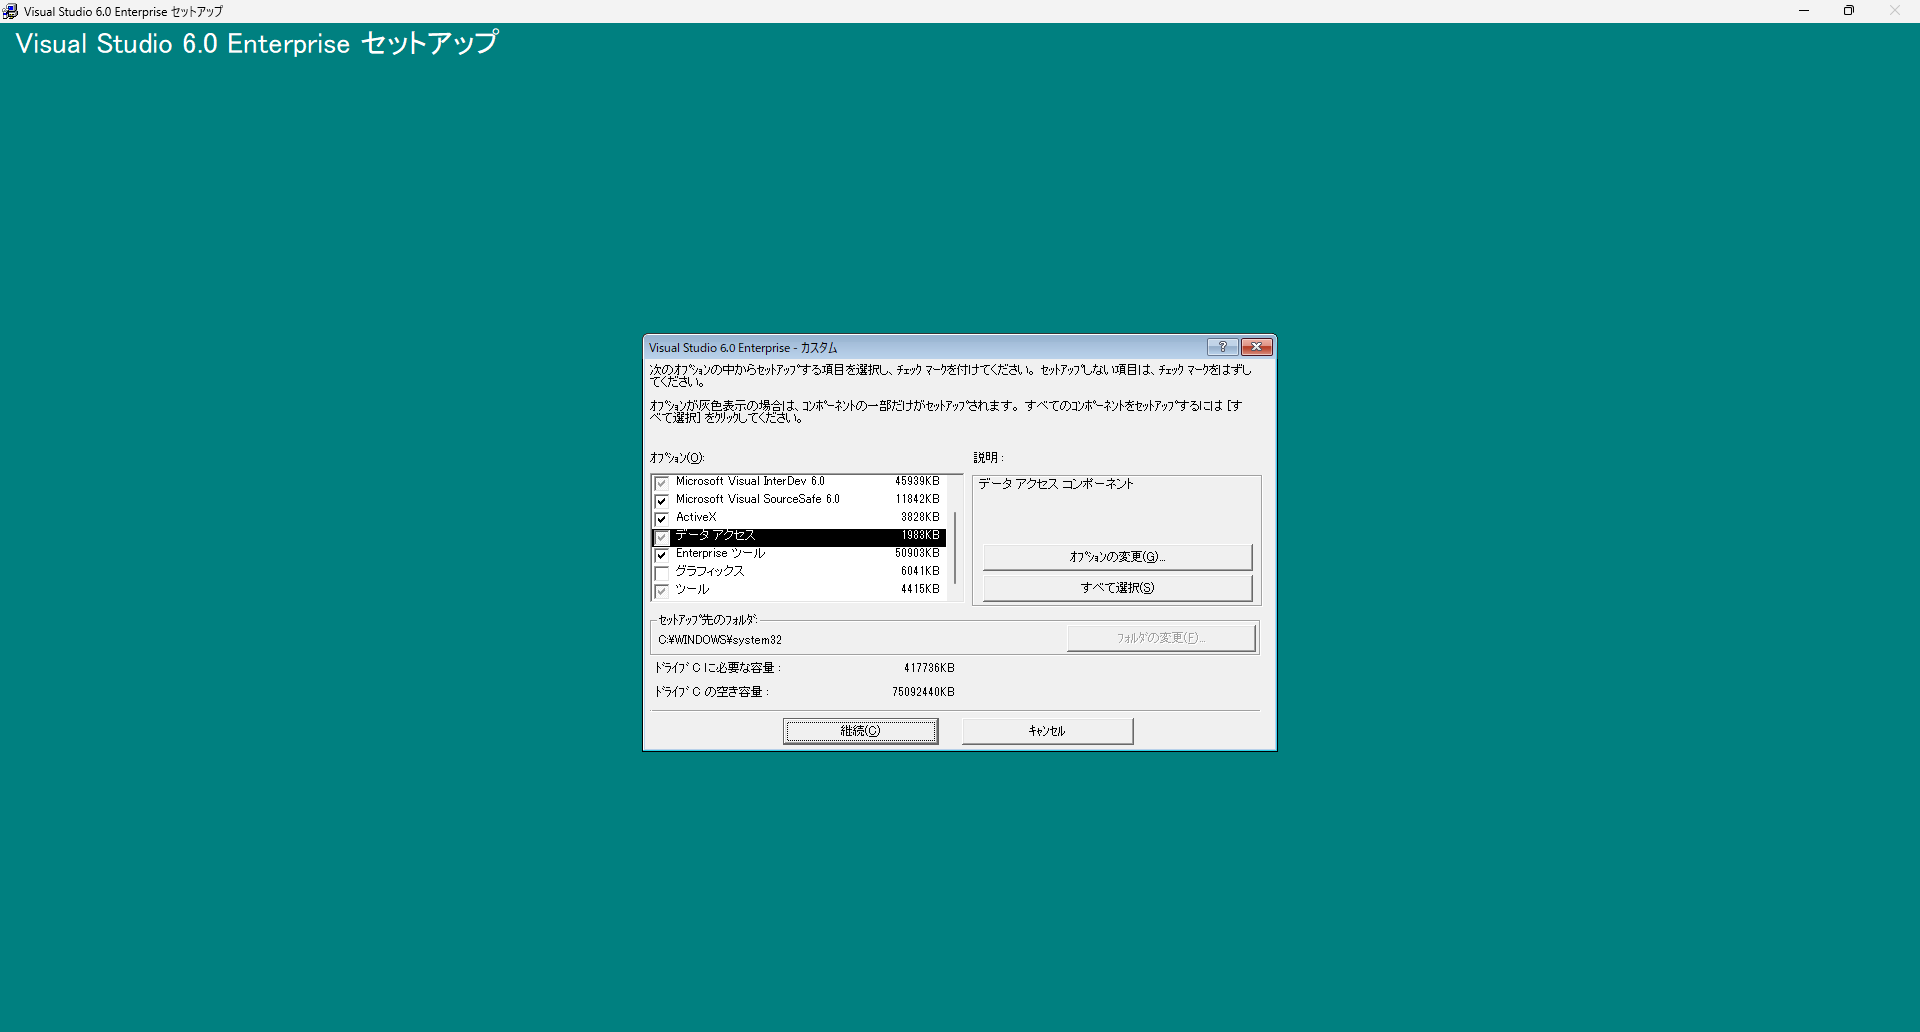 Visual Studio 6.0 Enterprise セットアップ
Visual Studio 6.0 Enterprise セットアップ
Visual Studio 6.0 Enterprise - カスタム
次のオプションの中からセットアップする項目を選択し、チェック マークを付けてください。セットアップしない項目は、チェック マークをはずし
てください。
オプションが灰色表示の場合は、コンポーネントの一部だけがセットアップされます。すべてのコンポーネントをセットアップするには [す
べて選択] をクリックしてください。
オプション(O):
説明 :
Microsoft Visual InterDev 6.0 45939KB
Microsoft Visual SourceSafe 6.0 11842KB
ActiveX 3828KB
データ アクセス 1983KB
Enterprise ツール 50903KB
グラフィックス 6041KB
ツール 4415KB
データ アクセス コンポーネント
オプションの変更(G)...
すべて選択(S)
セットアップ先のフォルダ:
C:¥WINDOWS¥system32
フォルダの変更(F)...
ドライブ C に必要な容量 : 417736KB
ドライブ C の空き容量 : 75092440KB
継続(C)
キャンセル